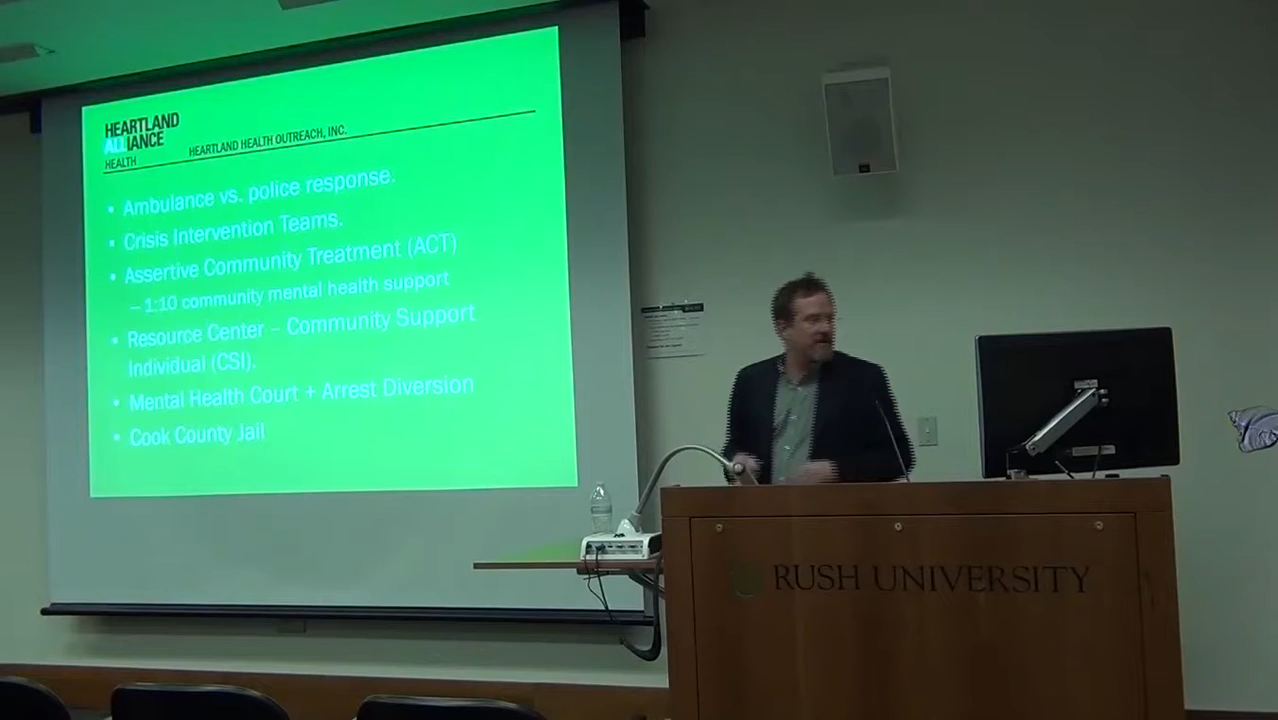 HEARTLAND
ALLIANCE
HEALTH
HEARTLAND HEALTH OUTREACH, INC.
• Ambulance vs. police response.
• Crisis Intervention Teams.
• Assertive Community Treatment (ACT)
– 1:10 community mental health support
• Resource Center – Community Support
Individual (CSI).
• Mental Health Court + Arrest Diversion
• Cook County Jail
RUSH UNIVERSITY